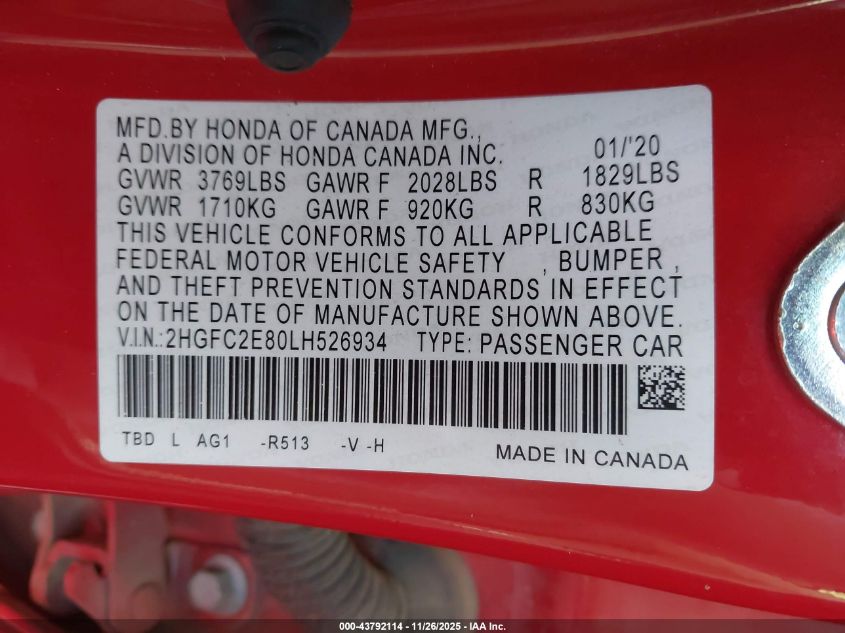 MFD.BY HONDA OF CANADA MFG.,
A DIVISION OF HONDA CANADA INC. 01/'20
GVWR 3769LBS GAWR F 2028LBS R 1829LBS
GVWR 1710KG GAWR F 920KG R 830KG
THIS VEHICLE CONFORMS TO ALL APPLICABLE
FEDERAL MOTOR VEHICLE SAFETY , BUMPER ,
AND THEFT PREVENTION STANDARDS IN EFFECT
ON THE DATE OF MANUFACTURE SHOWN ABOVE.
V.I.N.:2HGFC2E80LH526934 TYPE: PASSENGER CAR
TBD L AG1 -R513 -V -H
MADE IN CANADA
000-43792114 - 11/26/2025 - IAA Inc.